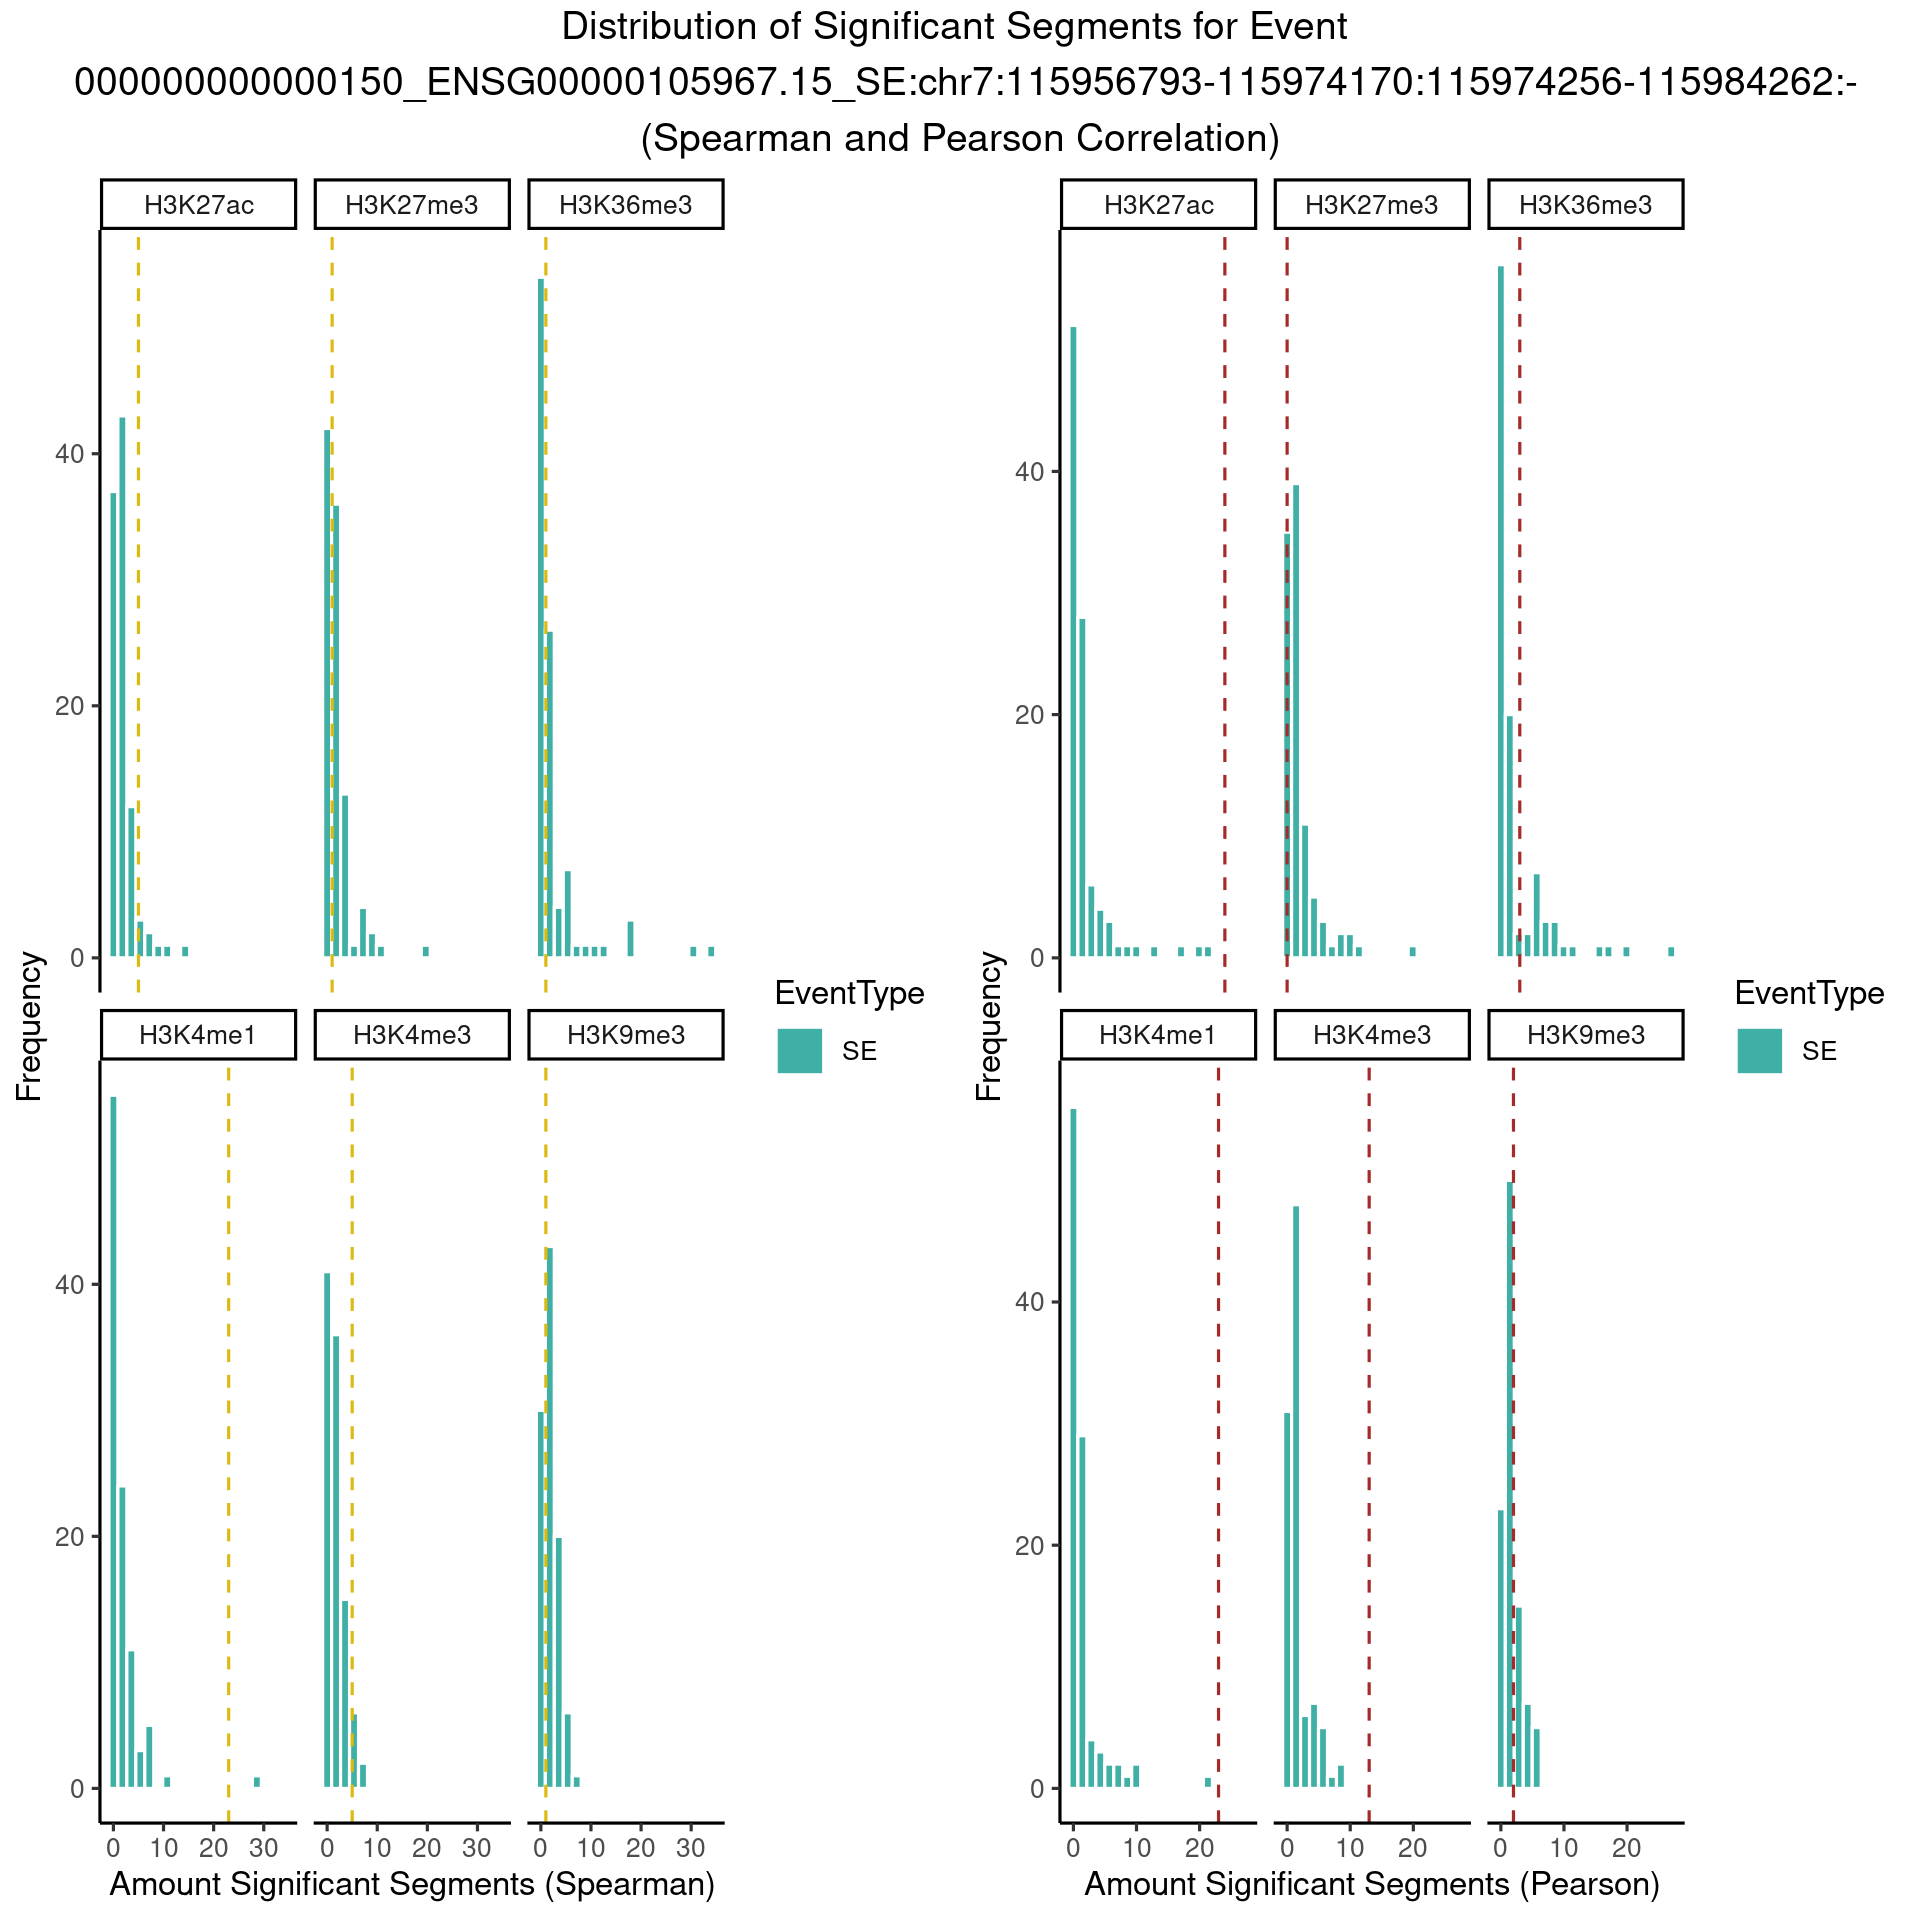 Distribution of Significant Segments for Event
000000000000150_ENSG00000105967.15_SE:chr7:115956793-115974170:115974256-115984262:-
(Spearman and Pearson Correlation)
H3K27ac H3K27me3 H3K36me3
40
20
0
H3K4me1 H3K4me3 H3K9me3
40
20
0
0 10 20 30 0 10 20 30 0 10 20 30
Frequency
Amount Significant Segments (Spearman)
EventType
SE
H3K27ac H3K27me3 H3K36me3
40
20
0
H3K4me1 H3K4me3 H3K9me3
40
20
0
0 10 20 0 10 20 0 10 20
Frequency
Amount Significant Segments (Pearson)
EventType
SE